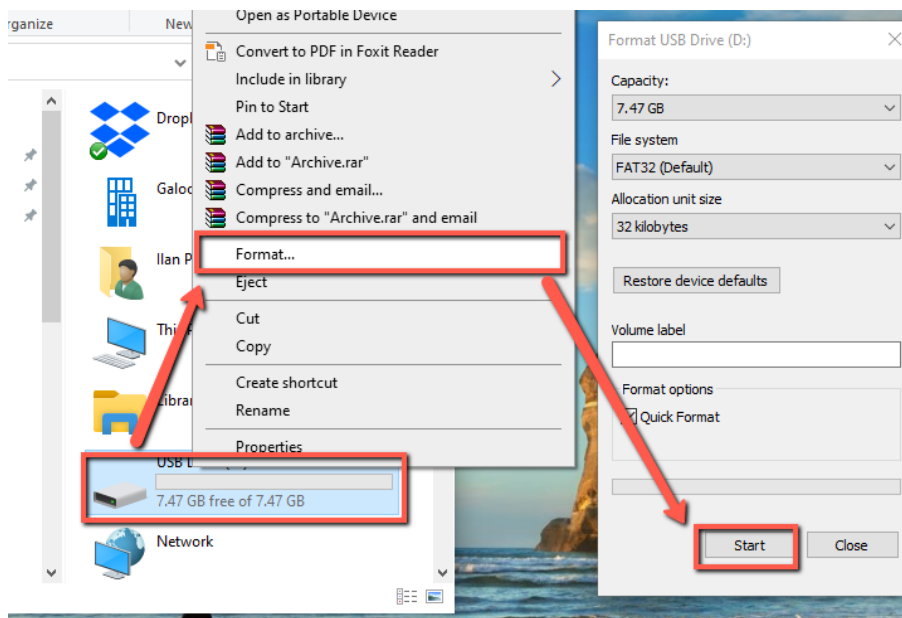 rganize
New
Dropl
Galoc
Ilan P
This
Librar
USB D
7.47 GB free of 7.47 GB
Network
Open as Portable Device
Convert to PDF in Foxit Reader
Include in library
Pin to Start
Add to archive...
Add to "Archive.rar"
Compress and email...
Compress to "Archive.rar" and email
Format...
Eject
Cut
Copy
Create shortcut
Rename
Properties
Format USB Drive (D:)
Capacity:
7.47 GB
File system
FAT32 (Default)
Allocation unit size
32 kilobytes
Restore device defaults
Volume label
Format options
Quick Format
Start
Close